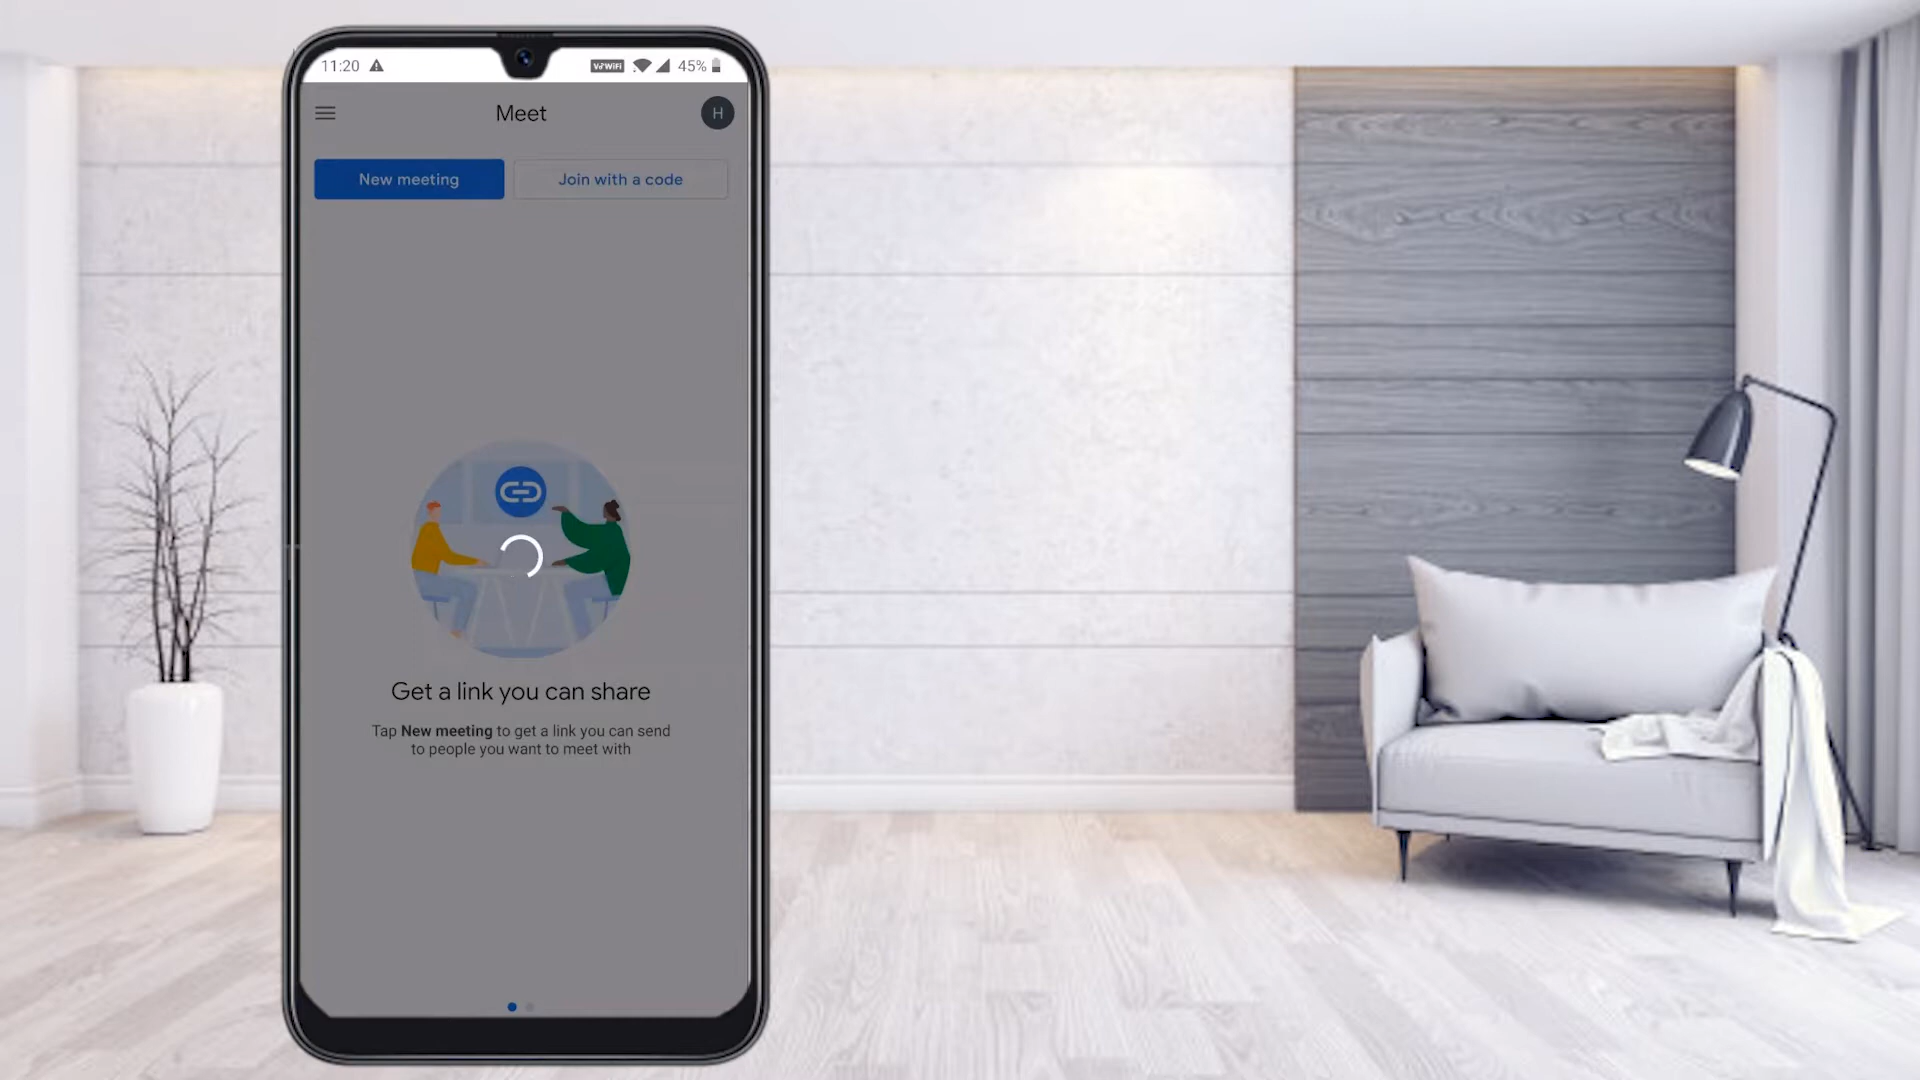 11:20
VoWiFi 45%
Meet
H
New meeting
Join with a code
Get a link you can share
Tap New meeting to get a link you can send
to people you want to meet with